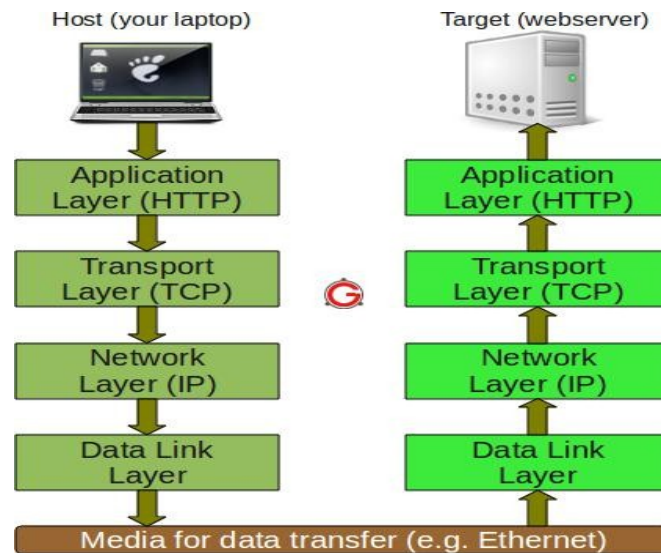 Host (your laptop)
Target (webserver)
Application
Layer (HTTP)
Transport
Layer (TCP)
Network
Layer (IP)
Data Link
Layer
Application
Layer (HTTP)
Transport
Layer (TCP)
Network
Layer (IP)
Data Link
Layer
G
Media for data transfer (e.g. Ethernet)